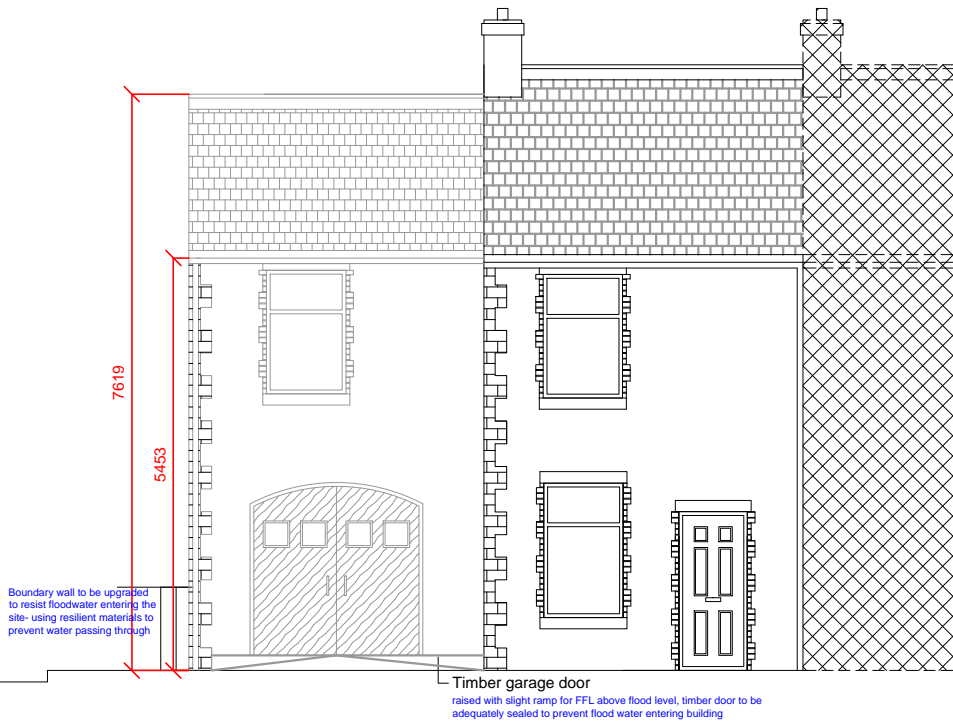 7619
5453
Boundary wall to be upgraded
to resist floodwater entering the
site- using resilient materials to
prevent water passing through
Timber garage door
raised with slight ramp for FFL above flood level, timber door to be
adequately sealed to prevent flood water entering building